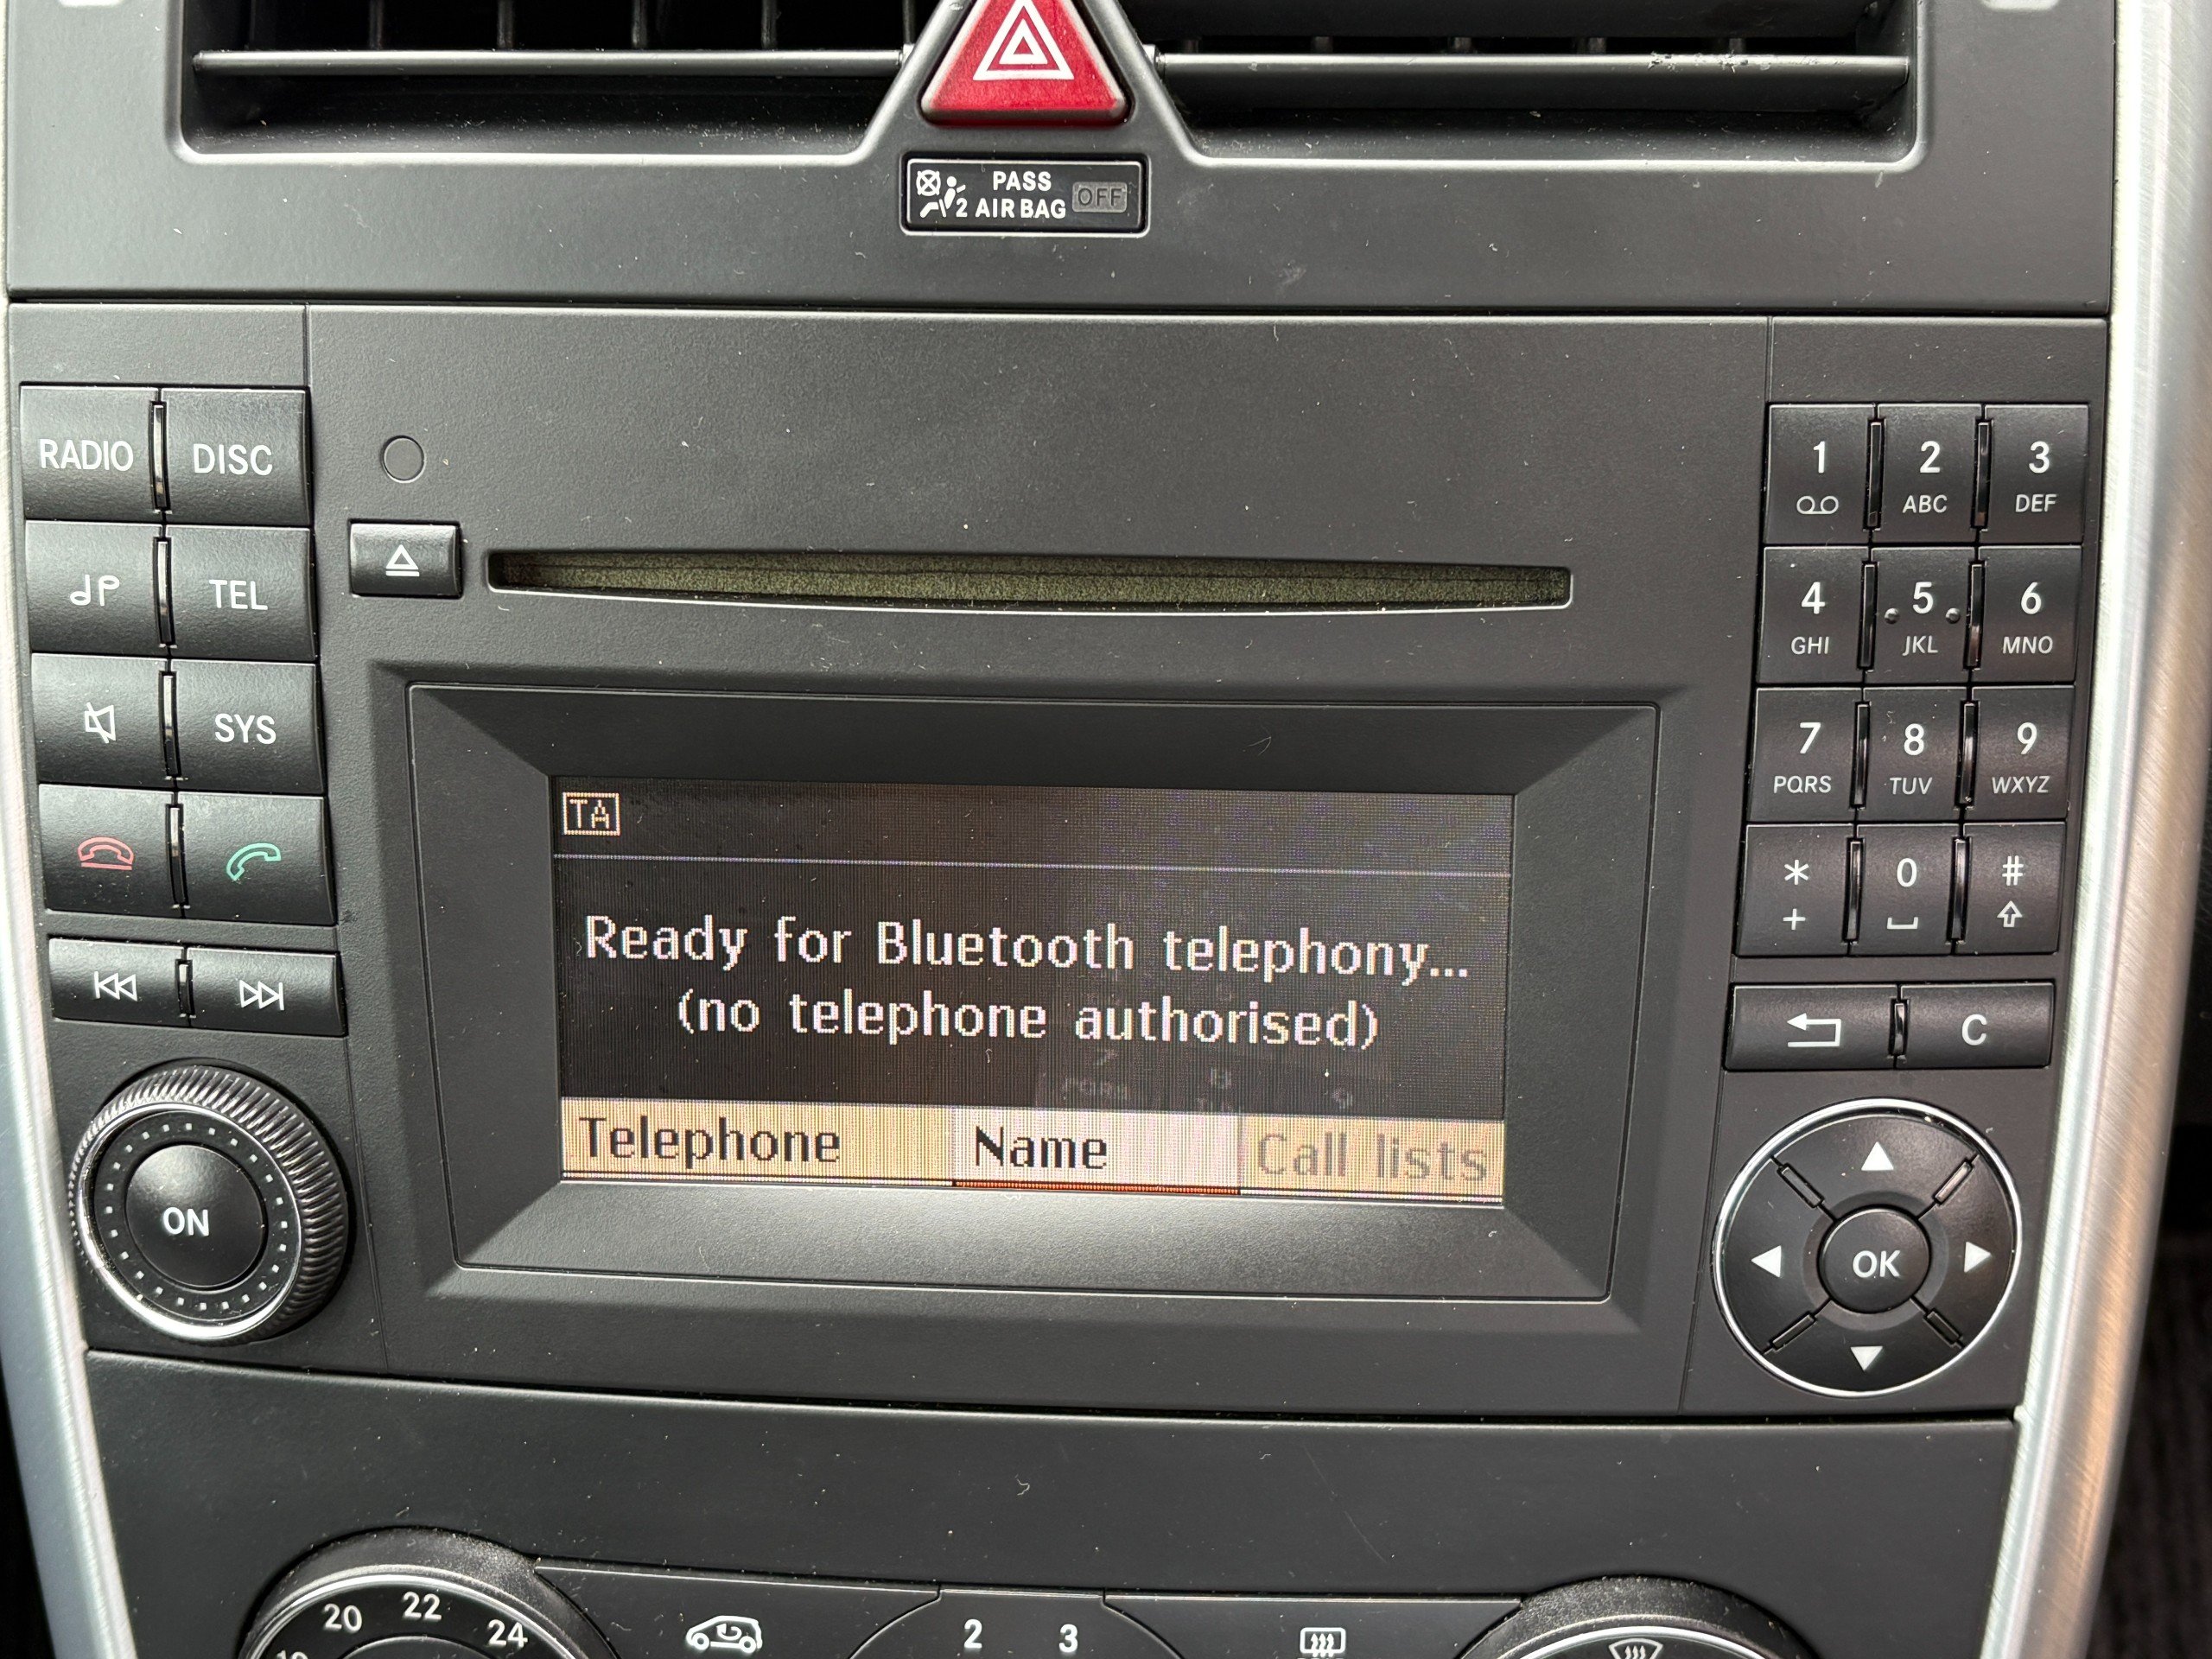 PASS
2 AIRBAG OFF
RADIO DISC
TEL
SYS
ON
1 2 3
ABC DEF
4 5 6
GHI JKL MNO
7 8 9
PQRS TUV WXYZ
* 0 #
+
C
OK
TA
Ready for Bluetooth telephony...
(no telephone authorised)
Telephone Name Call lists
20 22 24
2 3